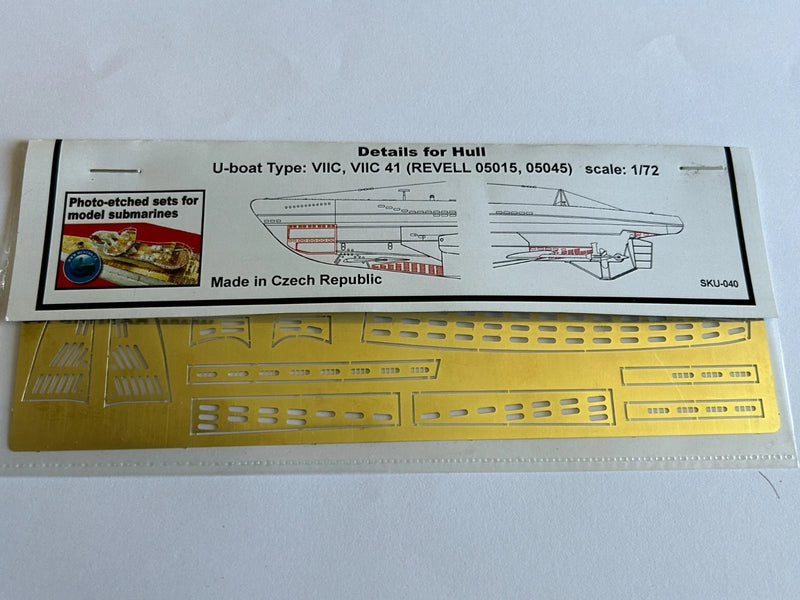 Details for Hull
U-boat Type: VIIC, VIIC 41 (REVELL 05015, 05045) scale: 1/72
Photo-etched sets for
model submarines
Made in Czech Republic
SKU-040